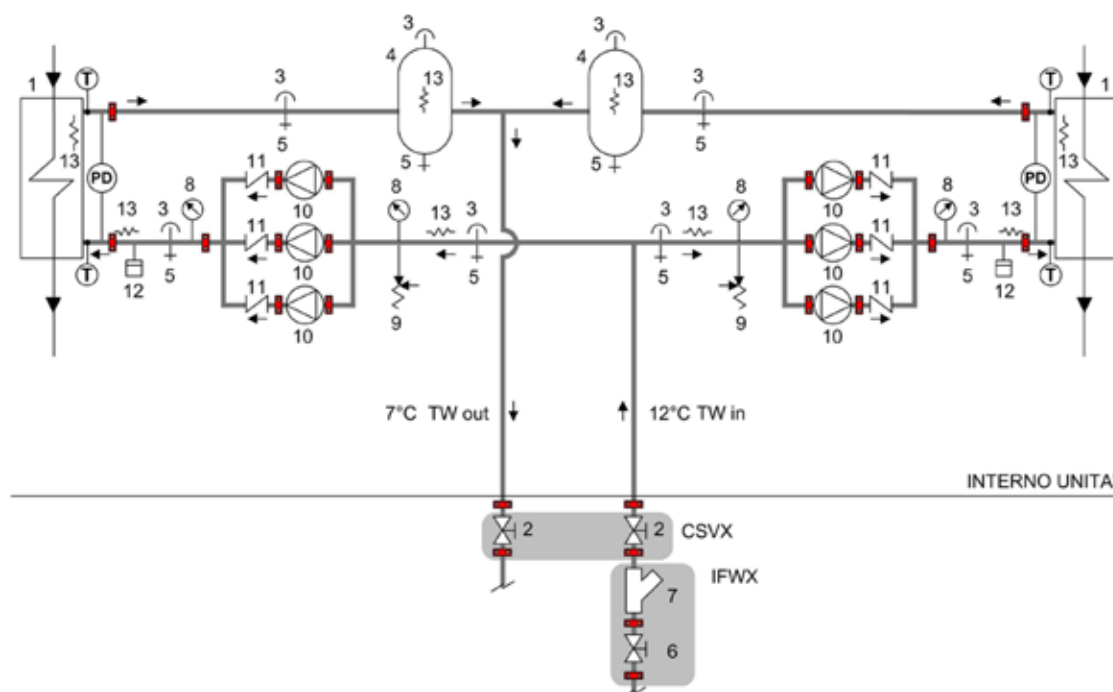 3 3
4 4
1 T 3 13 13 3 T 1
5 5 5 5
13 PD 11 8 8 11 PD 13
10 10
13 3 8 11 13 3 3 13 11 8 3 13
10 10
5 5 5 5
T 12 11 9 9 11 12 T
10 10
7°C TW out 12°C TW in
INTERNO UNITA'
2 2 CSVX
IFWX
7
6